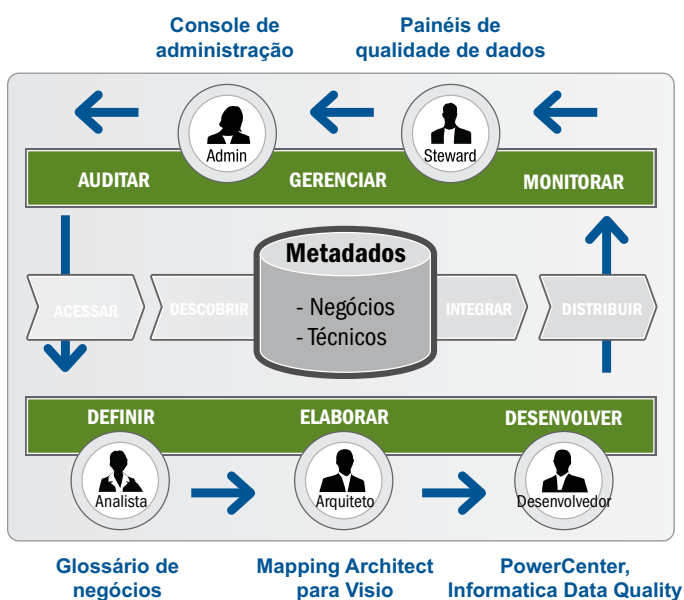 Console de
administração
Painéis de
qualidade de dados
Admin
Steward
AUDITAR
GERENCIAR
MONITORAR
Metadados
- Negócios
- Técnicos
ACESSAR
DESCOBRIR
INTEGRAR
DISTRIBUIR
DEFINIR
ELABORAR
DESENVOLVER
Analista
Arquiteto
Desenvolvedor
Glossário de
negócios
Mapping Architect
para Visio
PowerCenter,
Informatica Data Quality